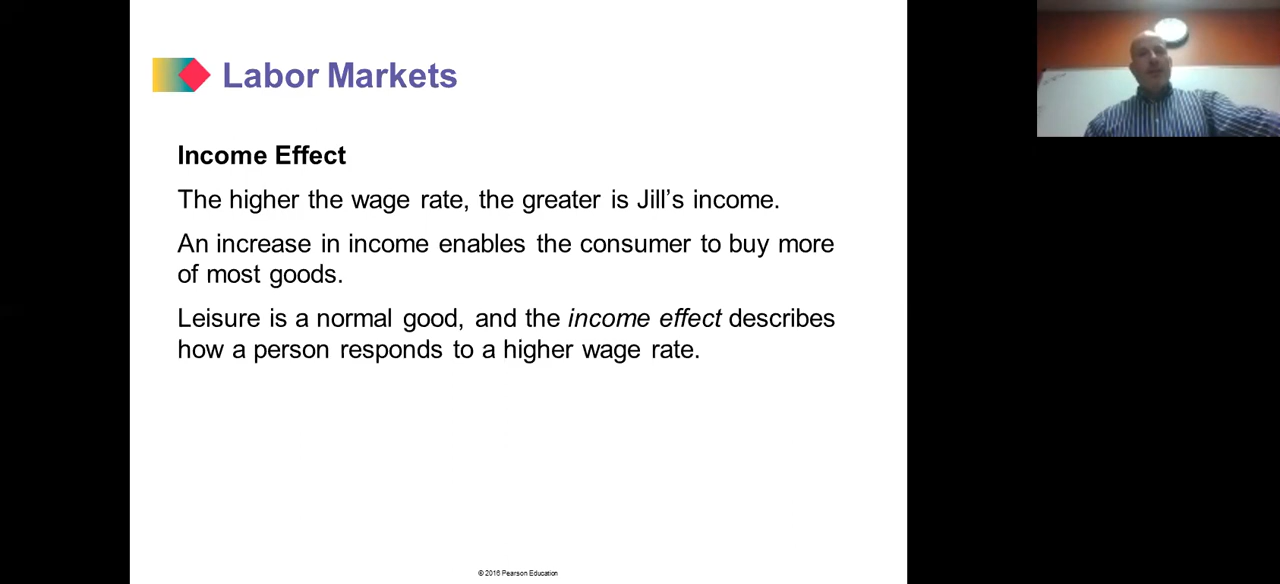 Labor Markets
Income Effect
The higher the wage rate, the greater is Jill’s income.
An increase in income enables the consumer to buy more
of most goods.
Leisure is a normal good, and the income effect describes
how a person responds to a higher wage rate.
© 2016 Pearson Education